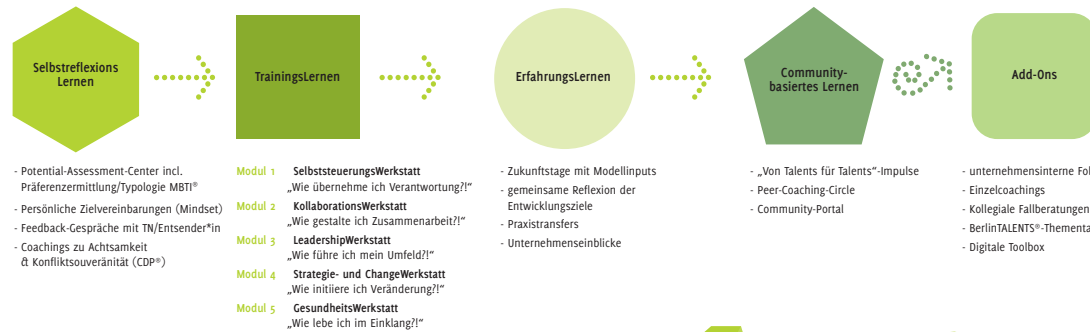 Selbstreflexions
Lernen
- Potential-Assessment-Center incl.
Präferenzermittlung/Typologie MBTI®
- Persönliche Zielvereinbarungen (Mindset)
- Feedback-Gespräche mit TN/Entsender*in
- Coachings zu Achtsamkeit
& Konfliktsouveränität (CDP®)
TrainingsLernen
Modul 1 SelbststeuerungsWerkstatt
„Wie übernehme ich Verantwortung?!“
Modul 2 KollaborationsWerkstatt
„Wie gestalte ich Zusammenarbeit?!“
Modul 3 LeadershipWerkstatt
„Wie führe ich mein Umfeld?!“
Modul 4 Strategie- und ChangeWerkstatt
„Wie initiiere ich Veränderung?!“
Modul 5 GesundheitsWerkstatt
„Wie lebe ich im Einklang?!“
ErfahrungsLernen
- Zukunftstage mit Modellinputs
- gemeinsame Reflexion der
Entwicklungsziele
- Praxistransfers
- Unternehmenseinblicke
Community-
basiertes Lernen
- „Von Talents für Talents“-Impulse
- Peer-Coaching-Circle
- Community-Portal
Add-Ons
- unternehmensinterne
- Einzelcoachings
- Kollegiale Fallberatungen
- BerlinTALENTS®-Thementa
- Digitale Toolbox